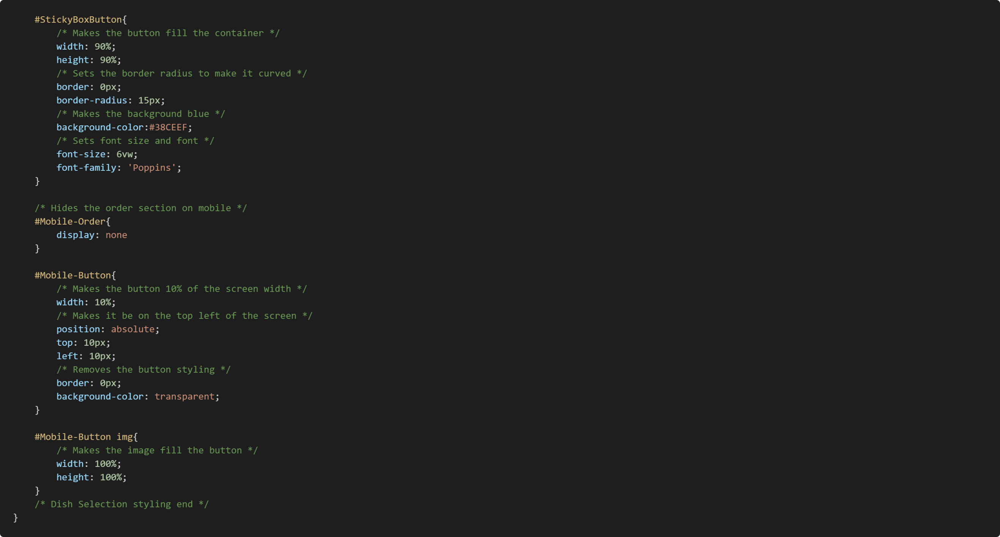 #StickyBoxButton{
/* Makes the button fill the container */
width: 90%;
height: 90%;
/* Sets the border radius to make it curved */
border: 0px;
border-radius: 15px;
/* Makes the background blue */
background-color:#38CEEF;
/* Sets font size and font */
font-size: 6vw;
font-family: 'Poppins';
}
/* Hides the order section on mobile */
#Mobile-Order{
display: none
}
#Mobile-Button{
/* Makes the button 10% of the screen width */
width: 10%;
/* Makes it be on the top left of the screen */
position: absolute;
top: 10px;
left: 10px;
/* Removes the button styling */
border: 0px;
background-color: transparent;
}
#Mobile-Button img{
/* Makes the image fill the button */
width: 100%;
height: 100%;
}
/* Dish Selection styling end */
}